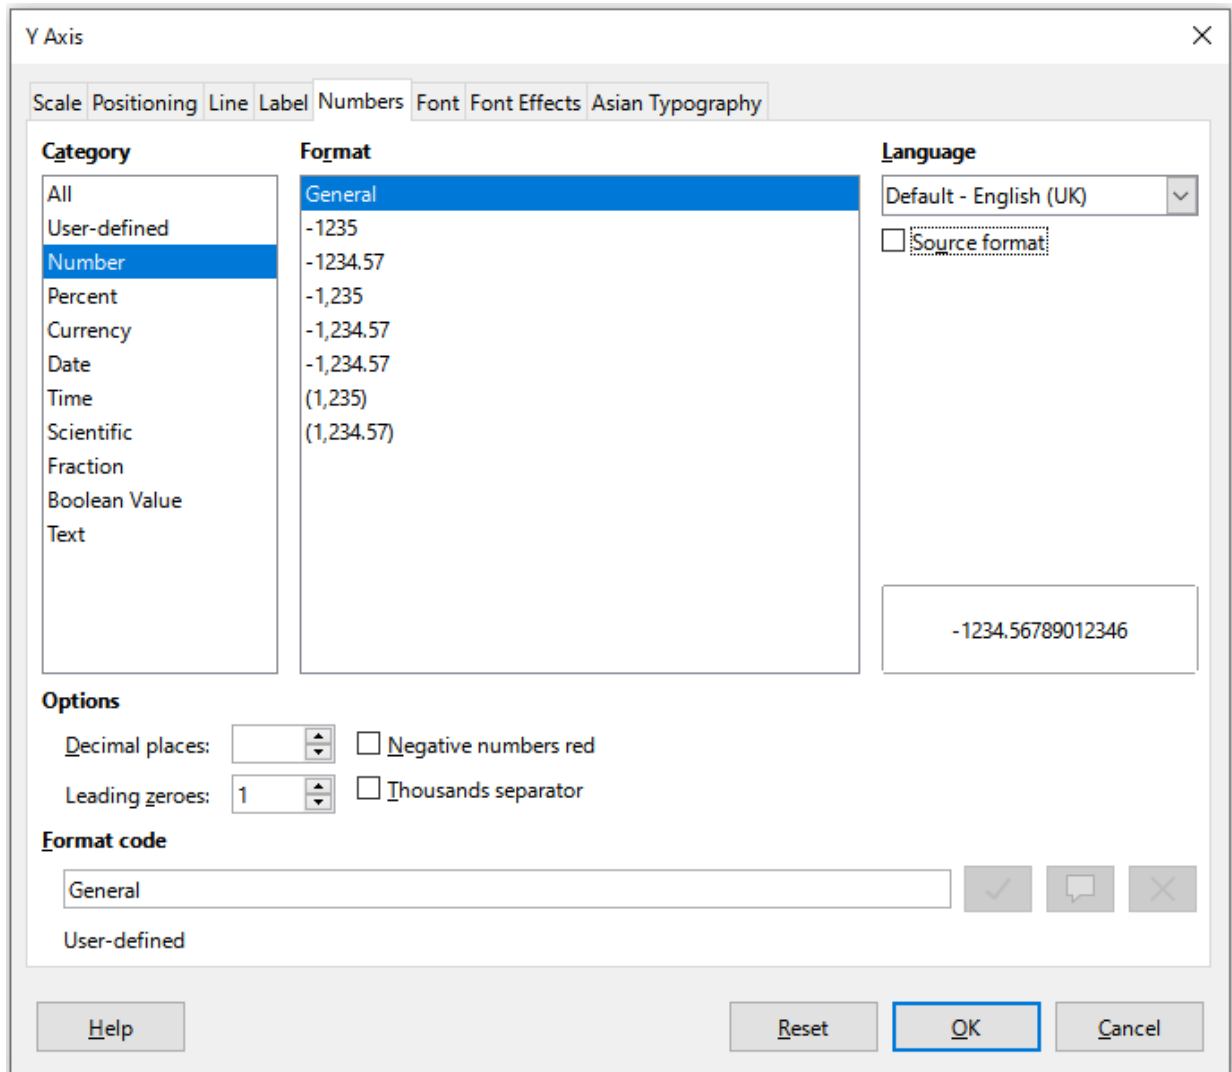 Y Axis
Scale Positioning Line Label Numbers Font Font Effects Asian Typography
Category
All
User-defined
Number
Percent
Currency
Date
Time
Scientific
Fraction
Boolean Value
Text
Format
General
-1235
-1234.57
-1,235
-1,234.57
-1,234.57
(1,235)
(1,234.57)
Language
Default - English (UK)
Source format
-1234.56789012346
Options
Decimal places:
Negative numbers red
Leading zeroes: 1
Thousands separator
Format code
General
User-defined
Help Reset OK Cancel